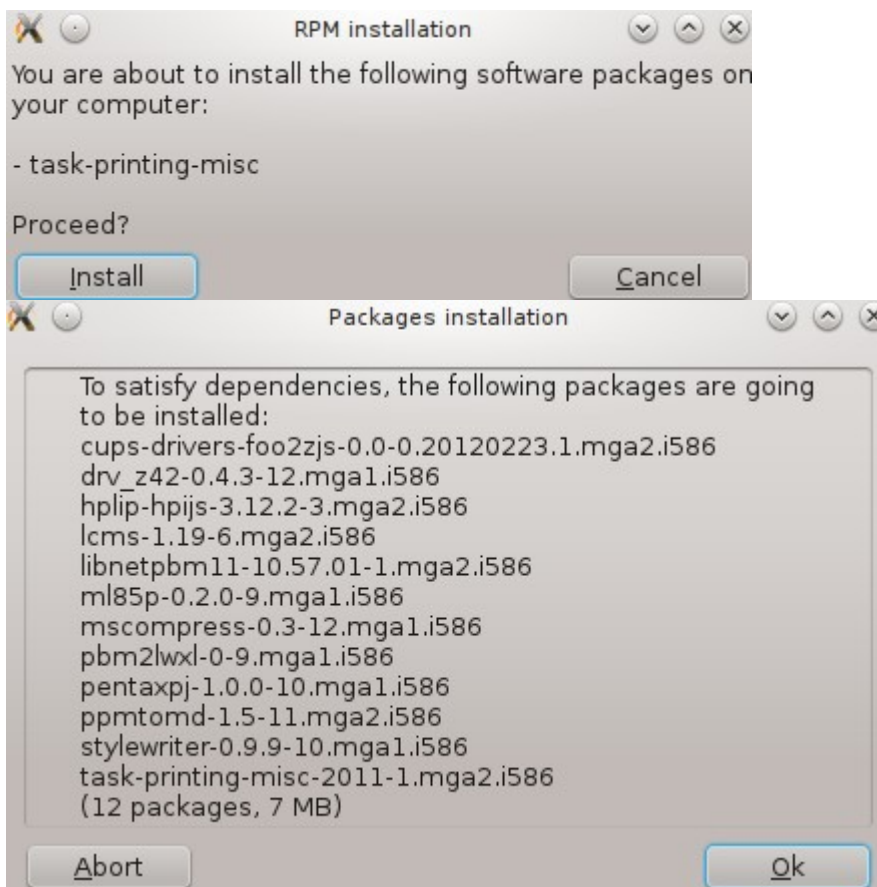 RPM installation
You are about to install the following software packages on
your computer:
- task-printing-misc
Proceed?
Install
Cancel
Packages installation
To satisfy dependencies, the following packages are going
to be installed:
cups-drivers-foo2zjs-0.0-0.20120223.1.mga2.i586
drv_z42-0.4.3-12.mga1.i586
hplip-hpijs-3.12.2-3.mga2.i586
lcms-1.19-6.mga2.i586
libnetpbm11-10.57.01-1.mga2.i586
ml85p-0.2.0-9.mga1.i586
mscompress-0.3-12.mga1.i586
pbm2lwxl-0-9.mga1.i586
pentaxpj-1.0.0-10.mga1.i586
ppmtomd-1.5-11.mga2.i586
stylewriter-0.9.9-10.mga1.i586
task-printing-misc-2011-1.mga2.i586
(12 packages, 7 MB)
Abort
Ok